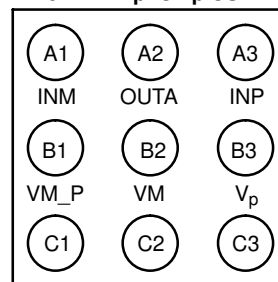 A1 A2 A3
INM OUTA INP
B1 B2 B3
VM_P VM Vp
C1 C2 C3